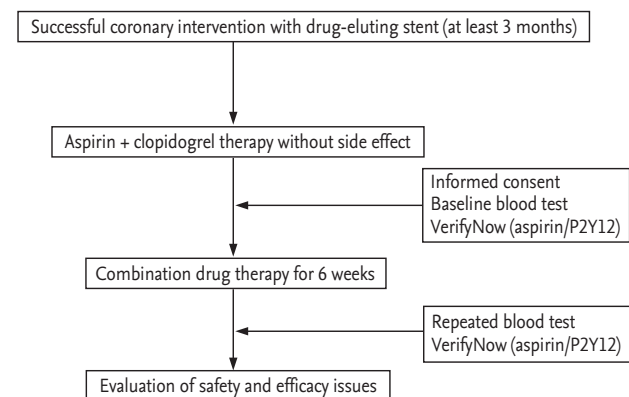 Successful coronary intervention with drug-eluting stent (at least 3 months)
Aspirin + clopidogrel therapy without side effect
Informed consent
Baseline blood test
VerifyNow (aspirin/P2Y12)
Combination drug therapy for 6 weeks
Repeated blood test
VerifyNow (aspirin/P2Y12)
Evaluation of safety and efficacy issues